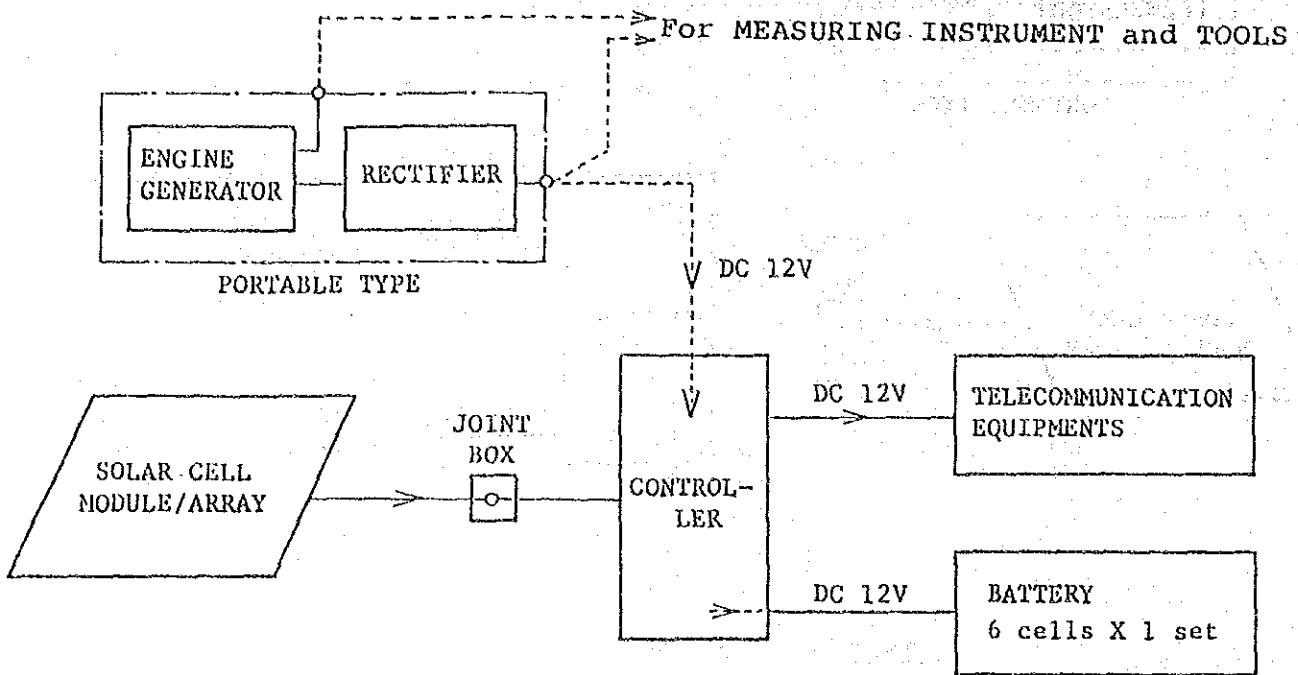 For MEASURING INSTRUMENT and TOOLS
ENGINE
GENERATOR
RECTIFIER
PORTABLE TYPE
DC 12V
SOLAR CELL
MODULE/ARRAY
JOINT
BOX
CONTROL-
LER
DC 12V
TELECOMMUNICATION
EQUIPMENTS
DC 12V
BATTERY
6 cells X 1 set